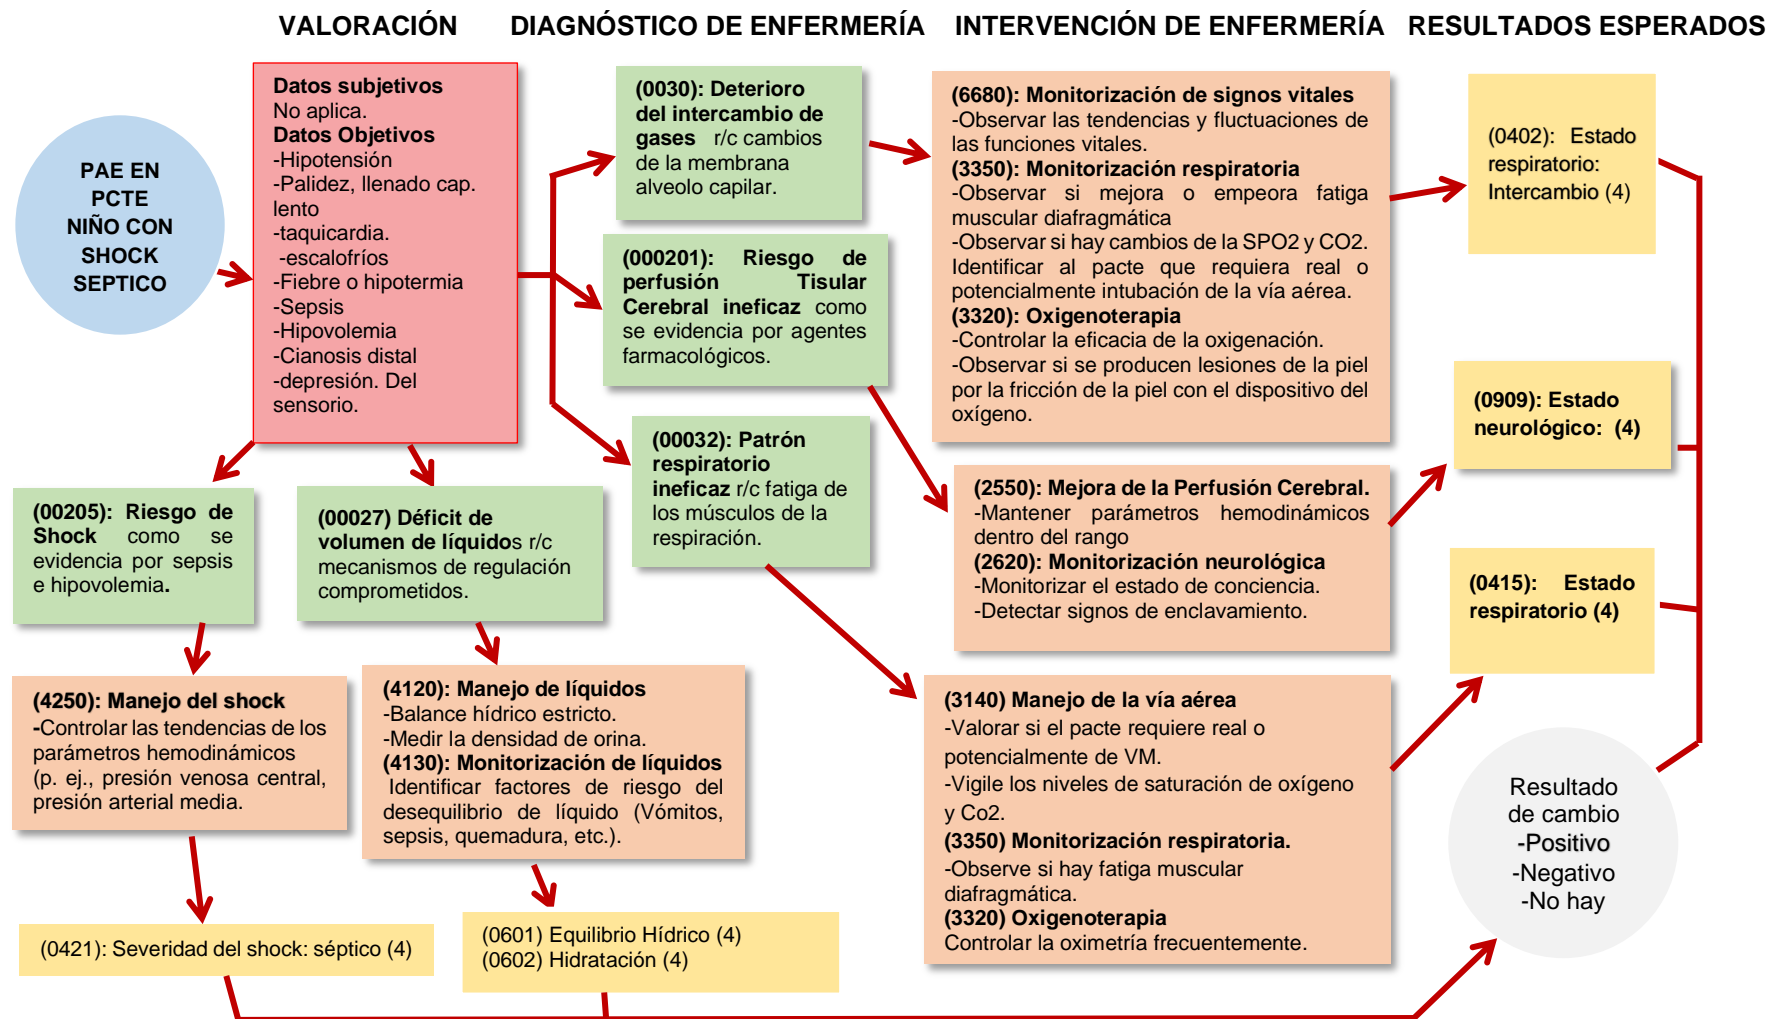 VALORACIÓN
DIAGNÓSTICO DE ENFERMERÍA
INTERVENCIÓN DE ENFERMERÍA
RESULTADOS ESPERADOS
PAE EN
PCTE
NIÑO CON
SHOCK
SEPTICO
Datos subjetivos
No aplica.
Datos Objetivos
-Hipotensión
-Palidez, llenado cap.
lento
-taquicardia.
-escalofríos
-Fiebre o hipotermia
-Sepsis
-Hipovolemia
-Cianosis distal
-depresión. Del
sensorio.
(0030): Deterioro
del intercambio de
gases r/c cambios
de la membrana
alveolo capilar.
(000201): Riesgo de
perfusión Tisular
Cerebral ineficaz como
se evidencia por agentes
farmacológicos.
(00032): Patrón
respiratorio
ineficaz r/c fatiga de
los músculos de la
respiración.
(00205): Riesgo de
Shock como se
evidencia por sepsis
e hipovolemia.
(00027) Déficit de
volumen de líquidos r/c
mecanismos de regulación
comprometidos.
(6680): Monitorización de signos vitales
-Observar las tendencias y fluctuaciones de
las funciones vitales.
(3350): Monitorización respiratoria
-Observar si mejora o empeora fatiga
muscular diafragmática
-Observar si hay cambios de la SPO2 y CO2.
Identificar al pacte que requiera real o
potencialmente intubación de la vía aérea.
(3320): Oxigenoterapia
-Controlar la eficacia de la oxigenación.
-Observar si se producen lesiones de la piel
por la fricción de la piel con el dispositivo del
oxígeno.
(2550): Mejora de la Perfusión Cerebral.
-Mantener parámetros hemodinámicos
dentro del rango
(2620): Monitorización neurológica
-Monitorizar el estado de conciencia.
-Detectar signos de enclavamiento.
(3140) Manejo de la vía aérea
-Valorar si el pacte requiere real o
potencialmente de VM.
-Vigile los niveles de saturación de oxígeno
y Co2.
(3350) Monitorización respiratoria.
-Observe si hay fatiga muscular
diafragmática.
(3320) Oxigenoterapia
Controlar la oximetría frecuentemente.
(4250): Manejo del shock
-Controlar las tendencias de los
parámetros hemodinámicos
(p. ej., presión venosa central,
presión arterial media.
(4120): Manejo de líquidos
-Balance hídrico estricto.
-Medir la densidad de orina.
(4130): Monitorización de líquidos
Identificar factores de riesgo del
desequilibrio de líquido (Vómitos,
sepsis, quemadura, etc.).
(0402): Estado
respiratorio:
Intercambio (4)
(0909): Estado
neurológico: (4)
(0415): Estado
respiratorio (4)
(0421): Severidad del shock: séptico (4)
(0601) Equilibrio Hídrico (4)
(0602) Hidratación (4)
Resultado
de cambio
-Positivo
-Negativo
-No hay